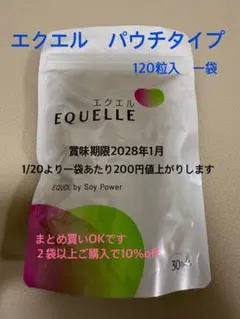 エクエル　パウチタイプ
120粒入　一袋
エクエル
EQUELLE
賞味期限2028年1月
1/20より一袋あたり200円値上がりします
EQUOL by Soy Power
まとめ買いOKです
２袋以上ご購入で10%off